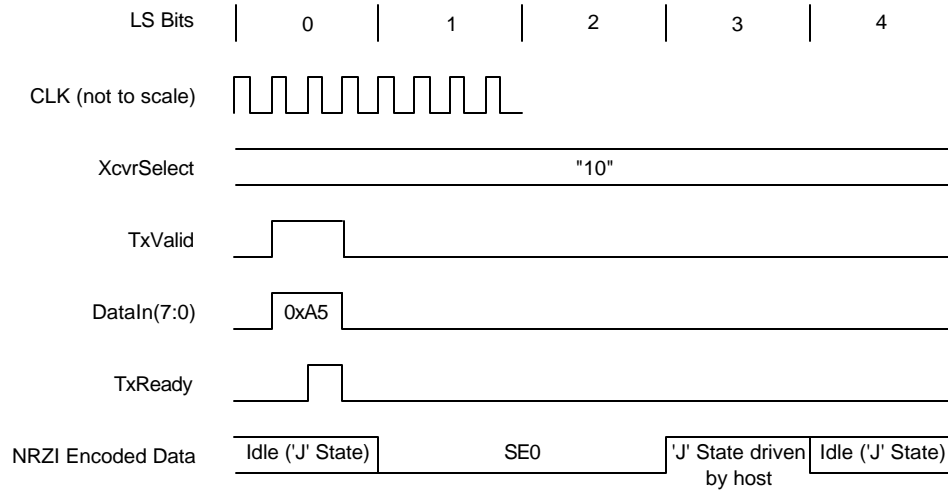 LS Bits 0 1 2 3 4
CLK (not to scale)
XcvrSelect "10"
TxValid
DataIn(7:0) 0xA5
TxReady
NRZI Encoded Data Idle ('J' State) SE0 'J' State driven Idle ('J' State)
by host